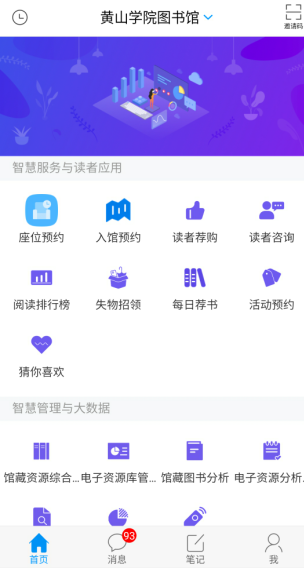 黄山学院图书馆
邀请码
智慧服务与读者应用
座位预约 入馆预约 读者荐购 读者咨询
阅读排行榜 失物招领 每日荐书 活动预约
猜你喜欢
智慧管理与大数据
馆藏资源综合... 电子资源库管... 馆藏图书分析 电子资源分析...
93
首页 消息 笔记 我